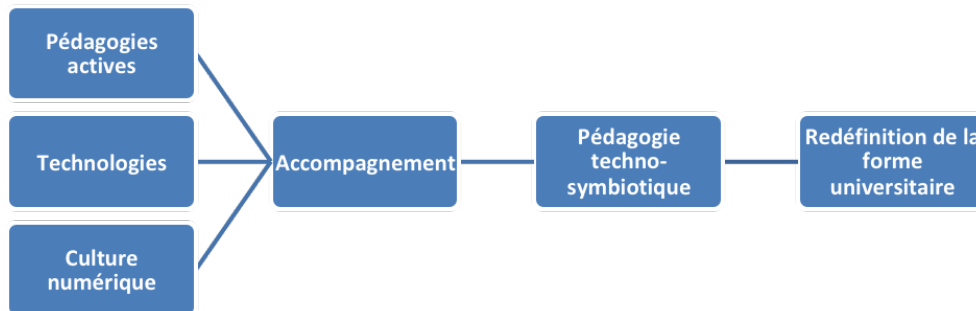 Pédagogies
actives
Technologies
Culture
numérique
Accompagnement
Pédagogie
techno-
symbiotique
Redéfinition de la
forme
universitaire